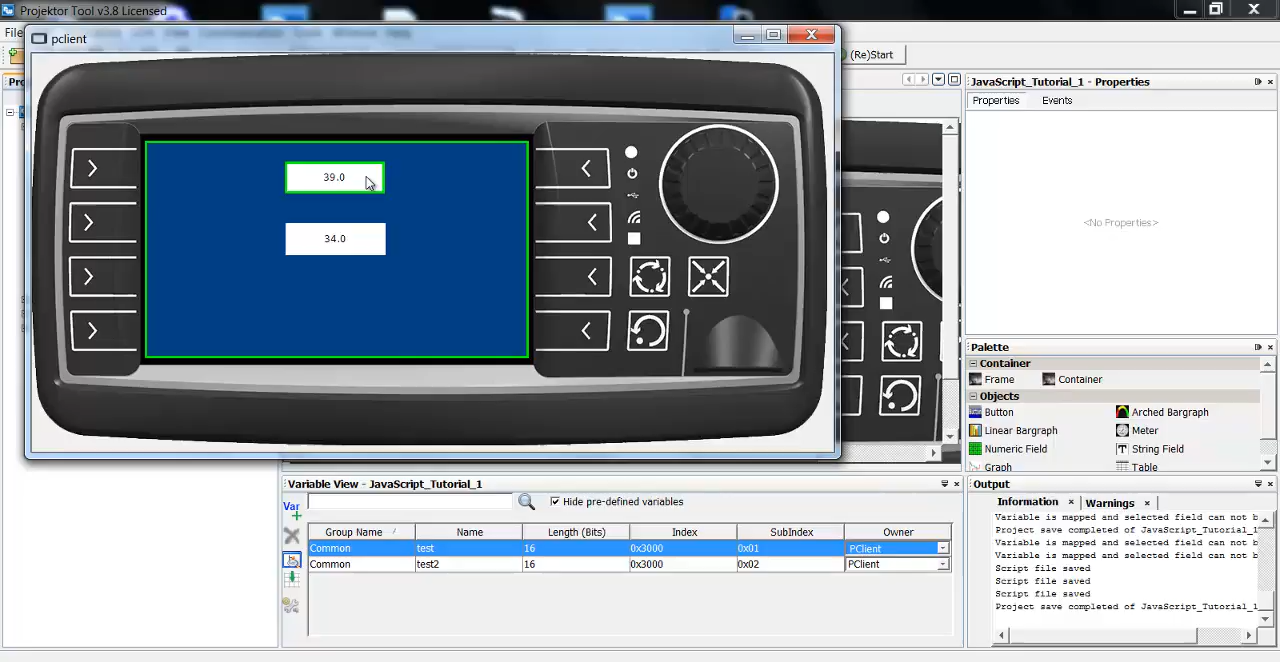 Projektor Tool v3.8 Licensed
pclient
(Re)Start
39.0
34.0
JavaScript_Tutorial_1 - Properties
Properties
Events
<No Properties>
Palette
Container
Frame
Container
Objects
Button
Arched Bargraph
Linear Bargraph
Meter
Numeric Field
String Field
Graph
Table
Variable View - JavaScript_Tutorial_1
Var
Hide pre-defined variables
Group Name Name Length (Bits) Index SubIndex Owner
Common test 16 0x3000 0x01 PClient
Common test2 16 0x3000 0x02 PClient
Output
Information
Warnings
Variable is mapped and selected field can not b
Project save completed of JavaScript_Tutorial_1
Variable is mapped and selected field can not b
Variable is mapped and selected field can not b
Script file saved
Script file saved
Script file saved
Project save completed of JavaScript_Tutorial_1